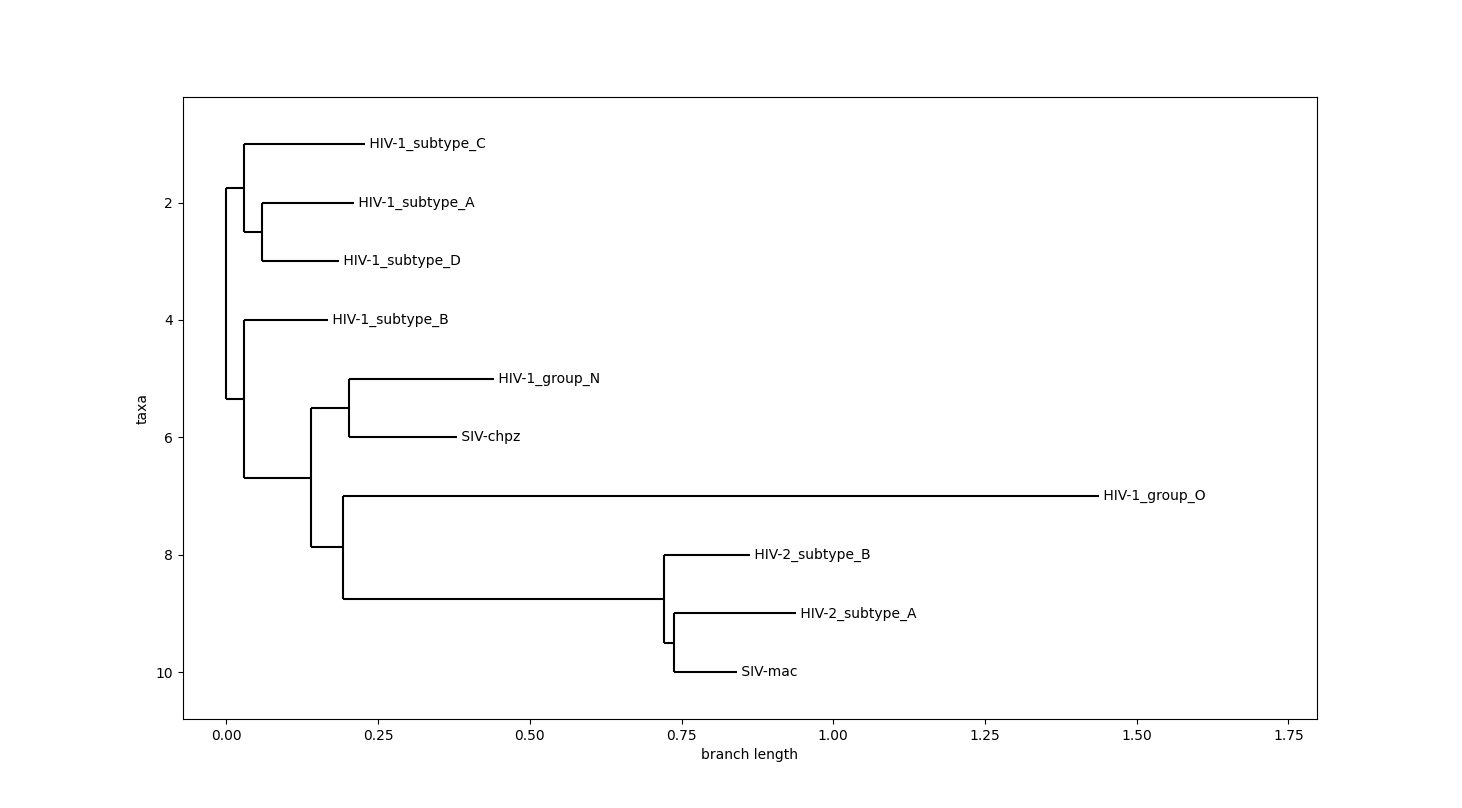 HIV-1_subtype_C
HIV-1_subtype_A
2
HIV-1_subtype_D
HIV-1_subtype_B
4
HIV-1_group_N
taxa
SIV-chpz
6
HIV-1_group_O
HIV-2_subtype_B
8
HIV-2_subtype_A
SIV-mac
10
0.00 0.25 0.50 0.75 1.00 1.25 1.50 1.75
branch length